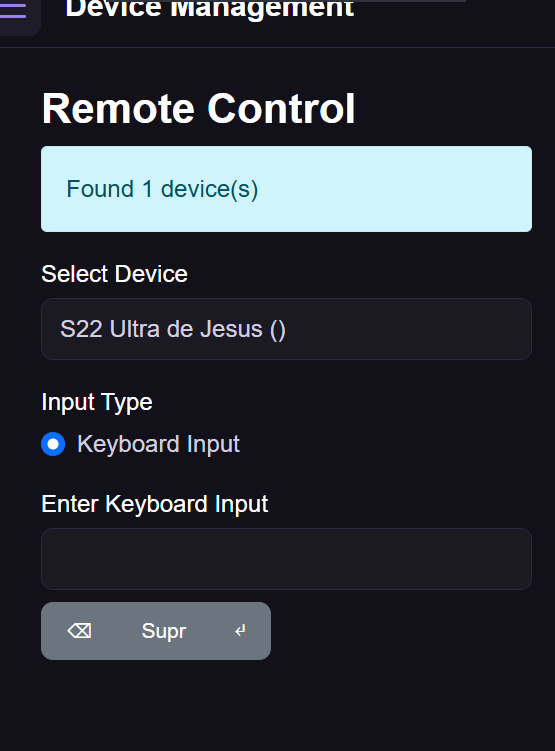 Device Management
Remote Control
Found 1 device(s)
Select Device
S22 Ultra de Jesus ()
Input Type
Keyboard Input
Enter Keyboard Input
⌫ Supr ↲